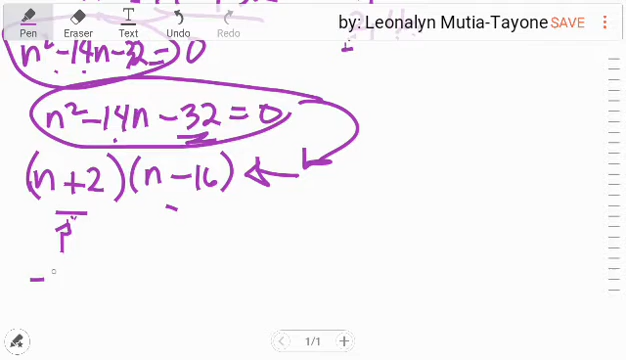 Pen
Eraser
Text
Undo
Redo
by: Leonalyn Mutia-Tayone
SAVE
n² - 14n - 32 = 0
n² - 14n - 32 = 0
(n + 2)(n - 16)
-
1/1